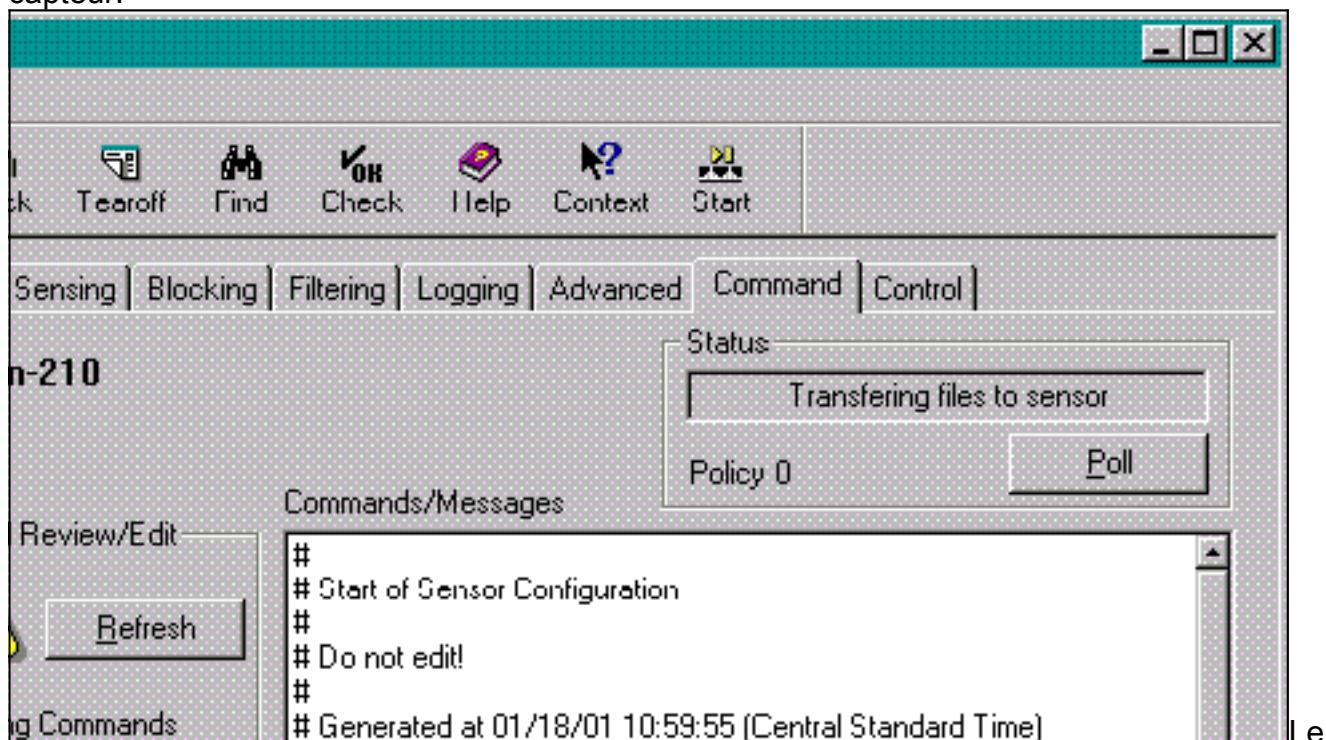 capteur.
Tearoff Find Check Help Context Start
Sensing Blocking Filtering Logging Advanced Command Control
Status
n-210
Transfering files to sensor
Policy 0 Poll
Commands/Messages
Review/Edit
#
# Start of Sensor Configuration
#
Refresh
# Do not edit!
#
g Commands
# Generated at 01/18/01 10:59:55 (Central Standard Time)
Le